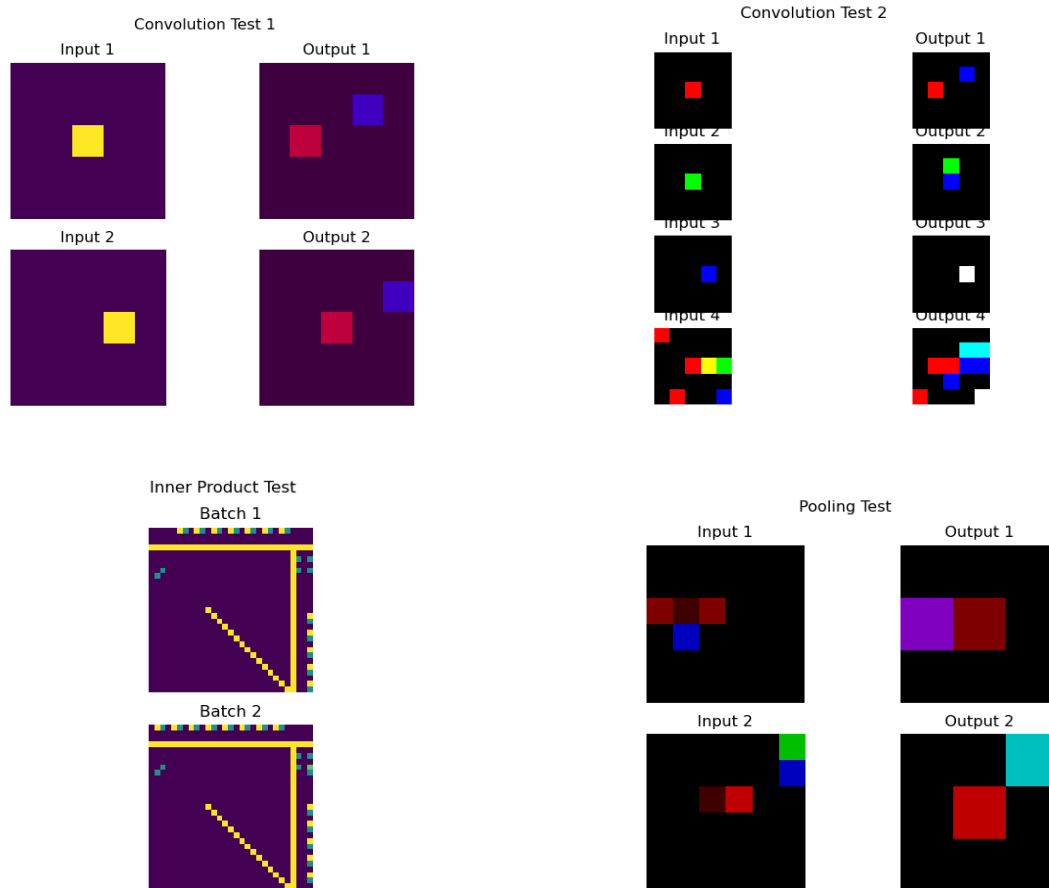 Convolution Test 1
Input 1
Output 1
Input 2
Output 2
Convolution Test 2
Input 1
Output 1
Input 2
Output 2
Input 3
Output 3
Input 4
Output 4
Inner Product Test
Batch 1
Batch 2
Pooling Test
Input 1
Output 1
Input 2
Output 2